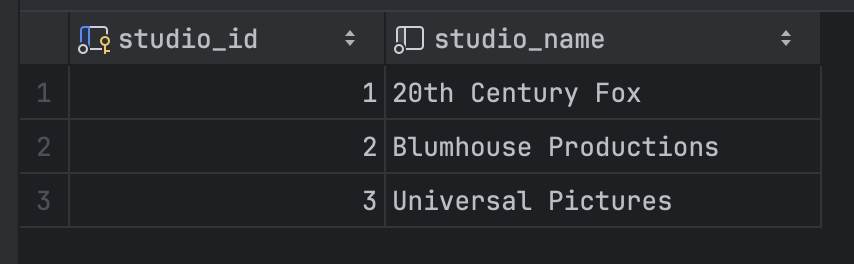 studio_id studio_name
1 1 20th Century Fox
2 2 Blumhouse Productions
3 3 Universal Pictures